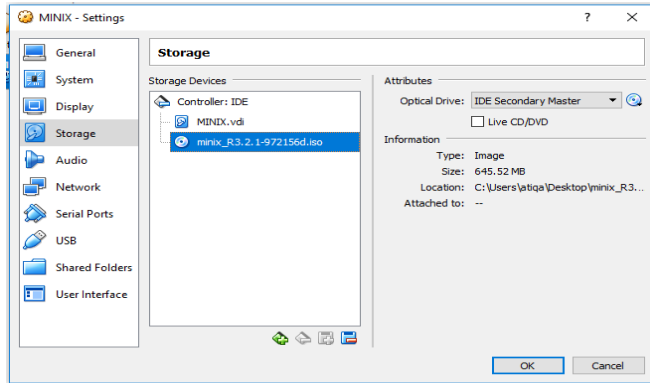 MINIX - Settings
? ×
General
System
Display
Storage
Audio
Network
Serial Ports
USB
Shared Folders
User Interface
Storage
Storage Devices
Controller: IDE
MINIX.vdi
minix_R3.2.1-972156d.iso
Attributes
Optical Drive: IDE Secondary Master
Live CD/DVD
Information
Type: Image
Size: 645.52 MB
Location: C:\Users\atiqa\Desktop\minix_R3...
Attached to: --
OK Cancel